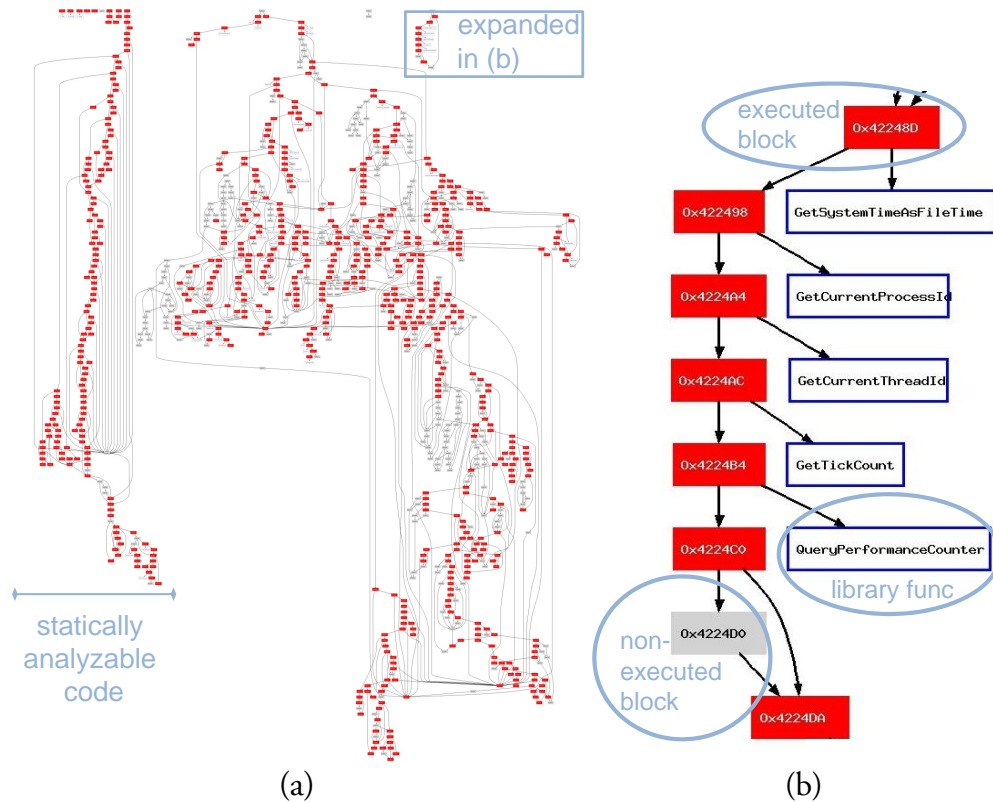 expanded
in (b)
statically
analyzable
code
(a)
executed
block
0x42248D
0x422498
GetSystemTimeAsFileTime
0x4224A4
GetCurrentProcessId
0x4224AC
GetCurrentThreadId
0x4224B4
GetTickCount
0x4224C0
QueryPerformanceCounter
library func
non-
executed
block
0x4224D0
0x4224DA
(b)